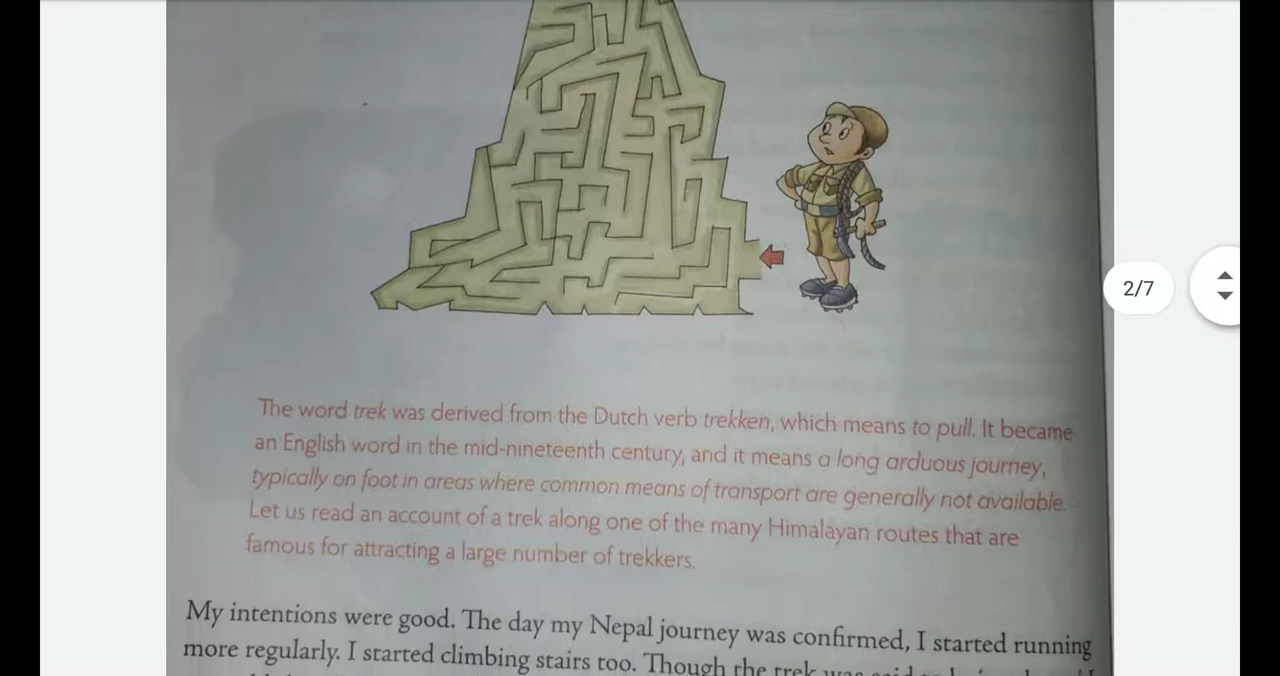 2/7
The word trek was derived from the Dutch verb trekken, which means to pull. It became
an English word in the mid-nineteenth century, and it means a long arduous journey,
typically on foot in areas where common means of transport are generally not available.
Let us read an account of a trek along one of the many Himalayan routes that are
famous for attracting a large number of trekkers.
My intentions were good. The day my Nepal journey was confirmed, I started running
more regularly. I started climbing stairs too. Though the trek was said to be